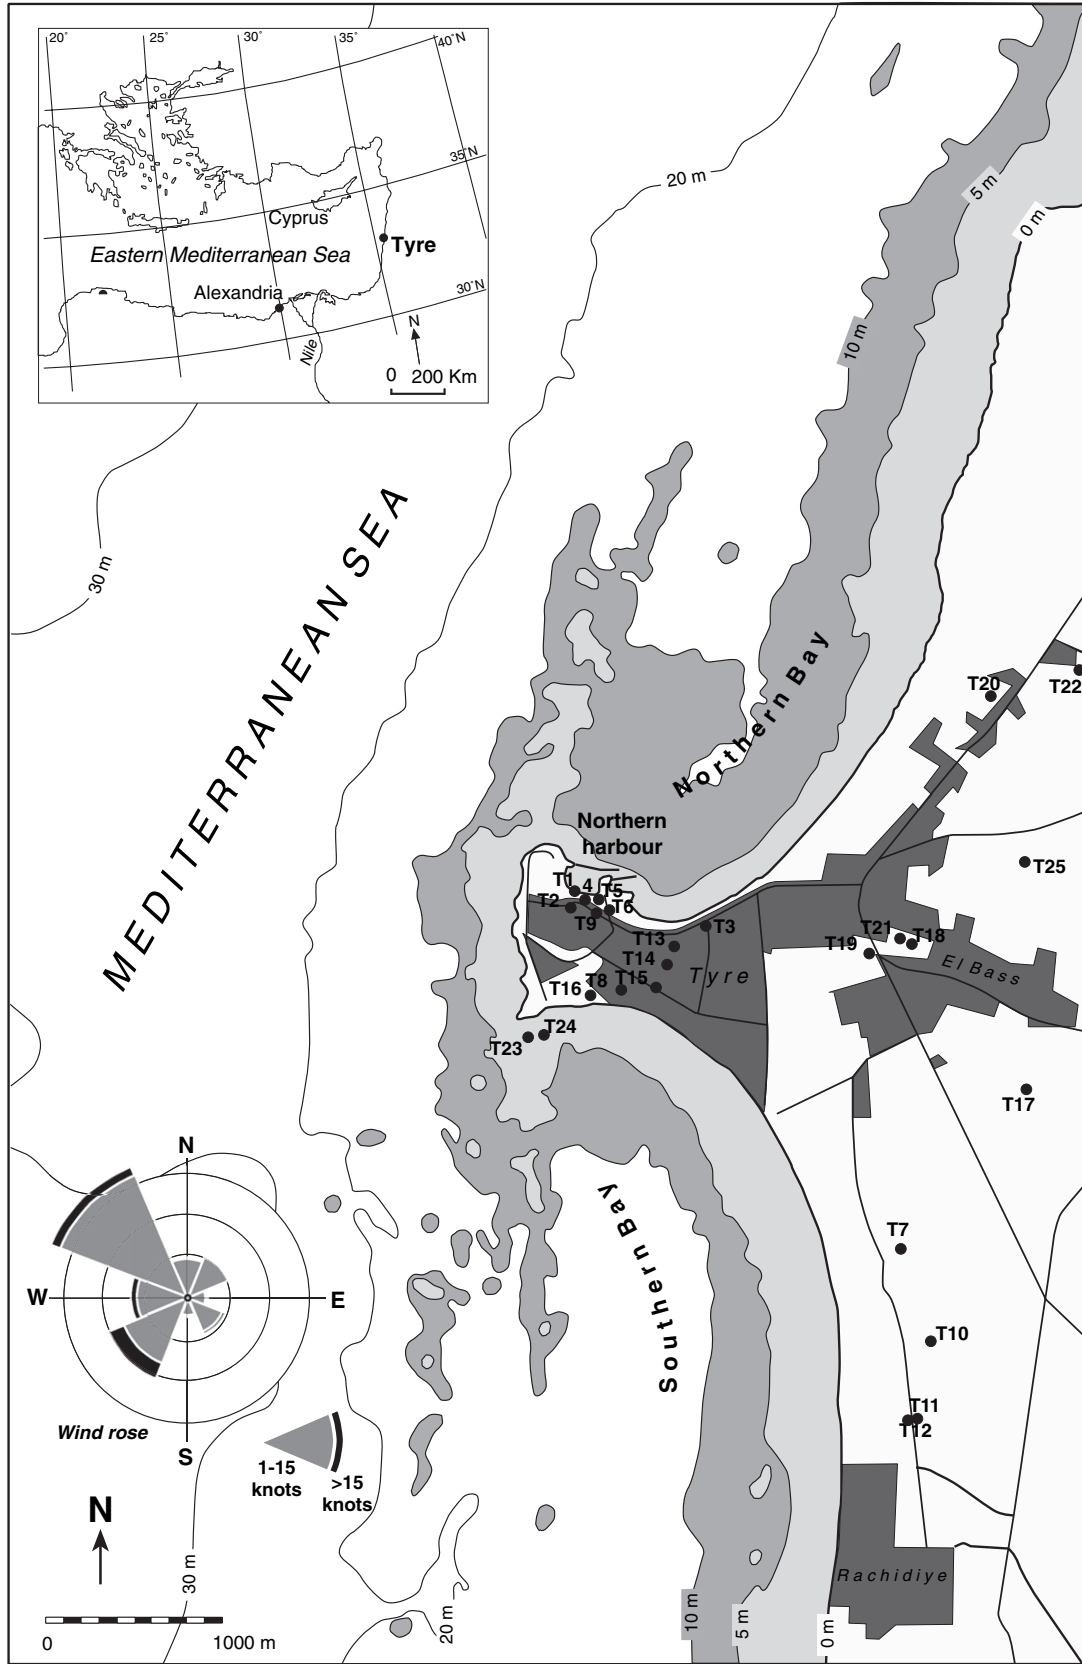 20°
25°
30°
35°
40°N
35°N
Cyprus
Eastern Mediterranean Sea
Tyre
Alexandria
30°N
N
Nile
0 200 Km
20 m
5 m
0 m
10 m
30 m
MEDITERRANEAN SEA
Northern Bay
T20
T22
Northern
harbour
T1
4
T5
T2
T6
T9
T3
T13
T14
T15
T8
T16
Tyre
T25
T21
T18
T19
El Bass
T24
T23
T17
Southern Bay
T7
T10
T11
T12
N
W
E
S
Wind rose
1-15
knots
>15
knots
N
0 1000 m
30 m
20 m
10 m
5 m
0 m
Rachidiye